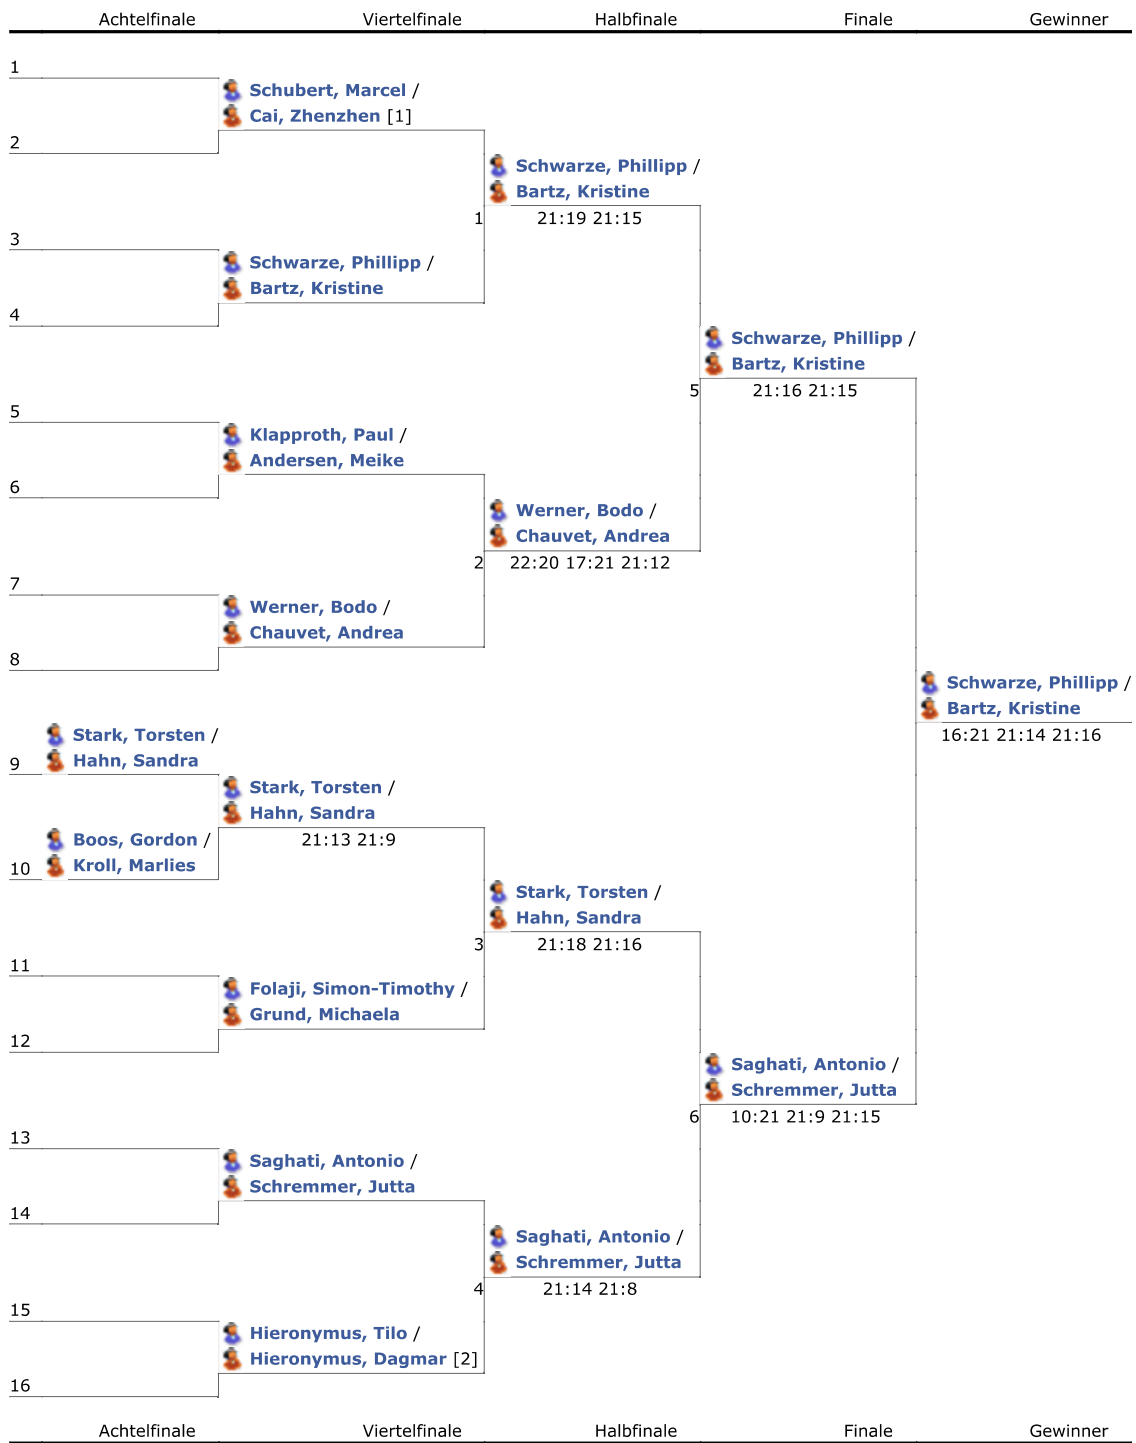 Achtelfinale Viertelfinale Halbfinale Finale Gewinner
1
Schubert, Marcel /
Cai, Zhenzhen [1]
2
Schwarze, Phillipp /
Bartz, Kristine
1 21:19 21:15
3
Schwarze, Phillipp /
Bartz, Kristine
4
Schwarze, Phillipp /
Bartz, Kristine
5 21:16 21:15
5
Klapproth, Paul /
Andersen, Meike
6
Werner, Bodo /
Chauvet, Andrea
2 22:20 17:21 21:12
7
Werner, Bodo /
Chauvet, Andrea
8
Schwarze, Phillipp /
Bartz, Kristine
16:21 21:14 21:16
Stark, Torsten /
9 Hahn, Sandra
Stark, Torsten /
Hahn, Sandra
21:13 21:9
Boos, Gordon /
10 Kroll, Marlies
Stark, Torsten /
Hahn, Sandra
3 21:18 21:16
11
Folaji, Simon-Timothy /
Grund, Michaela
12
Saghati, Antonio /
Schremmer, Jutta
6 10:21 21:9 21:15
13
Saghati, Antonio /
Schremmer, Jutta
14
Saghati, Antonio /
Schremmer, Jutta
4 21:14 21:8
15
Hieronymus, Tilo /
Hieronymus, Dagmar [2]
16
Achtelfinale Viertelfinale Halbfinale Finale Gewinner